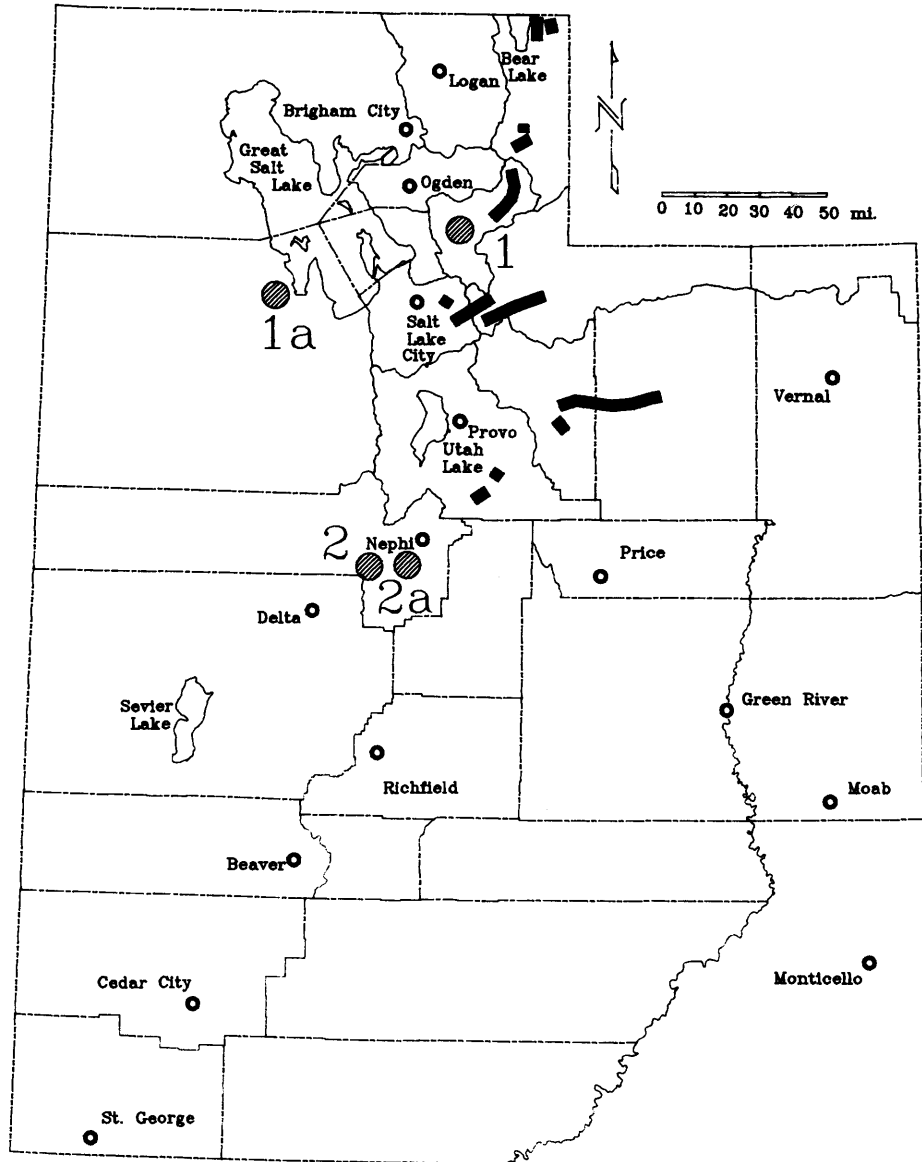 Bear
Lake
Logan
Brigham City
Great
Salt
Lake
Ogden
N
0 10 20 30 40 50 mi.
1
1a
Salt
Lake
City
Vernal
Provo
Utah
Lake
2
Nephi
2a
Price
Delta
Sevier
Lake
Green River
Richfield
Moab
Beaver
Cedar City
Monticello
St. George